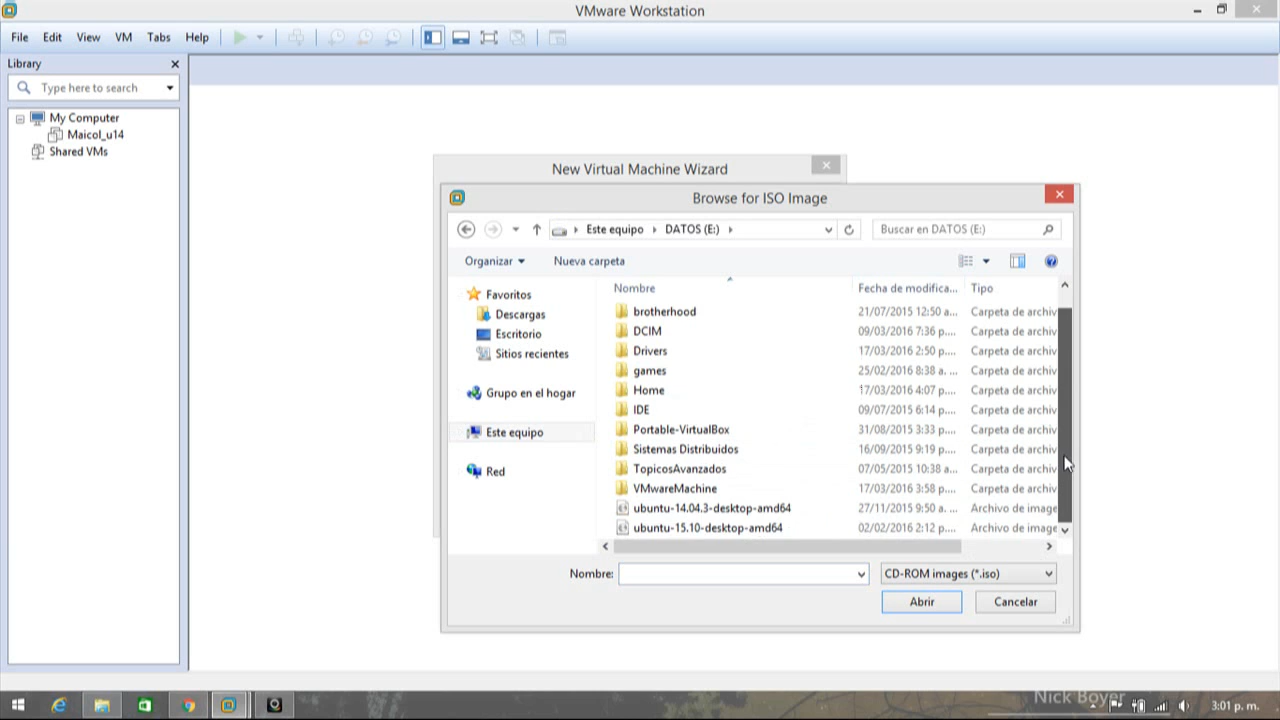 VMware Workstation
File Edit View VM Tabs Help
Library
Type here to search
My Computer
Maicol_u14
Shared VMs
New Virtual Machine Wizard
Browse for ISO Image
Este equipo DATOS (E:)
Buscar en DATOS (E:)
Organizar Nueva carpeta
Favoritos
Descargas
Escritorio
Sitios recientes
Grupo en el hogar
Este equipo
Red
Nombre Fecha de modifica... Tipo
brotherhood 21/07/2015 12:50 a... Carpeta de archiv
DCIM 09/03/2016 7:36 p.... Carpeta de archiv
Drivers 17/03/2016 2:50 p.... Carpeta de archiv
games 25/02/2016 8:38 a. ... Carpeta de archiv
Home 17/03/2016 4:07 p.... Carpeta de archiv
IDE 09/07/2015 6:14 p.... Carpeta de archiv
Portable-VirtualBox 31/08/2015 3:33 p.... Carpeta de archiv
Sistemas Distribuidos 16/09/2015 9:19 p.... Carpeta de archiv
TopicosAvanzados 07/05/2015 10:38 a... Carpeta de archiv
VMwareMachine 17/03/2016 3:58 p.... Carpeta de archiv
ubuntu-14.04.3-desktop-amd64 27/11/2015 9:50 a. ... Archivo de image
ubuntu-15.10-desktop-amd64 02/02/2016 2:12 p.... Archivo de image
Nombre: CD-ROM images (*.iso)
Abrir Cancelar
Nick Boyer
3:01 p. m.